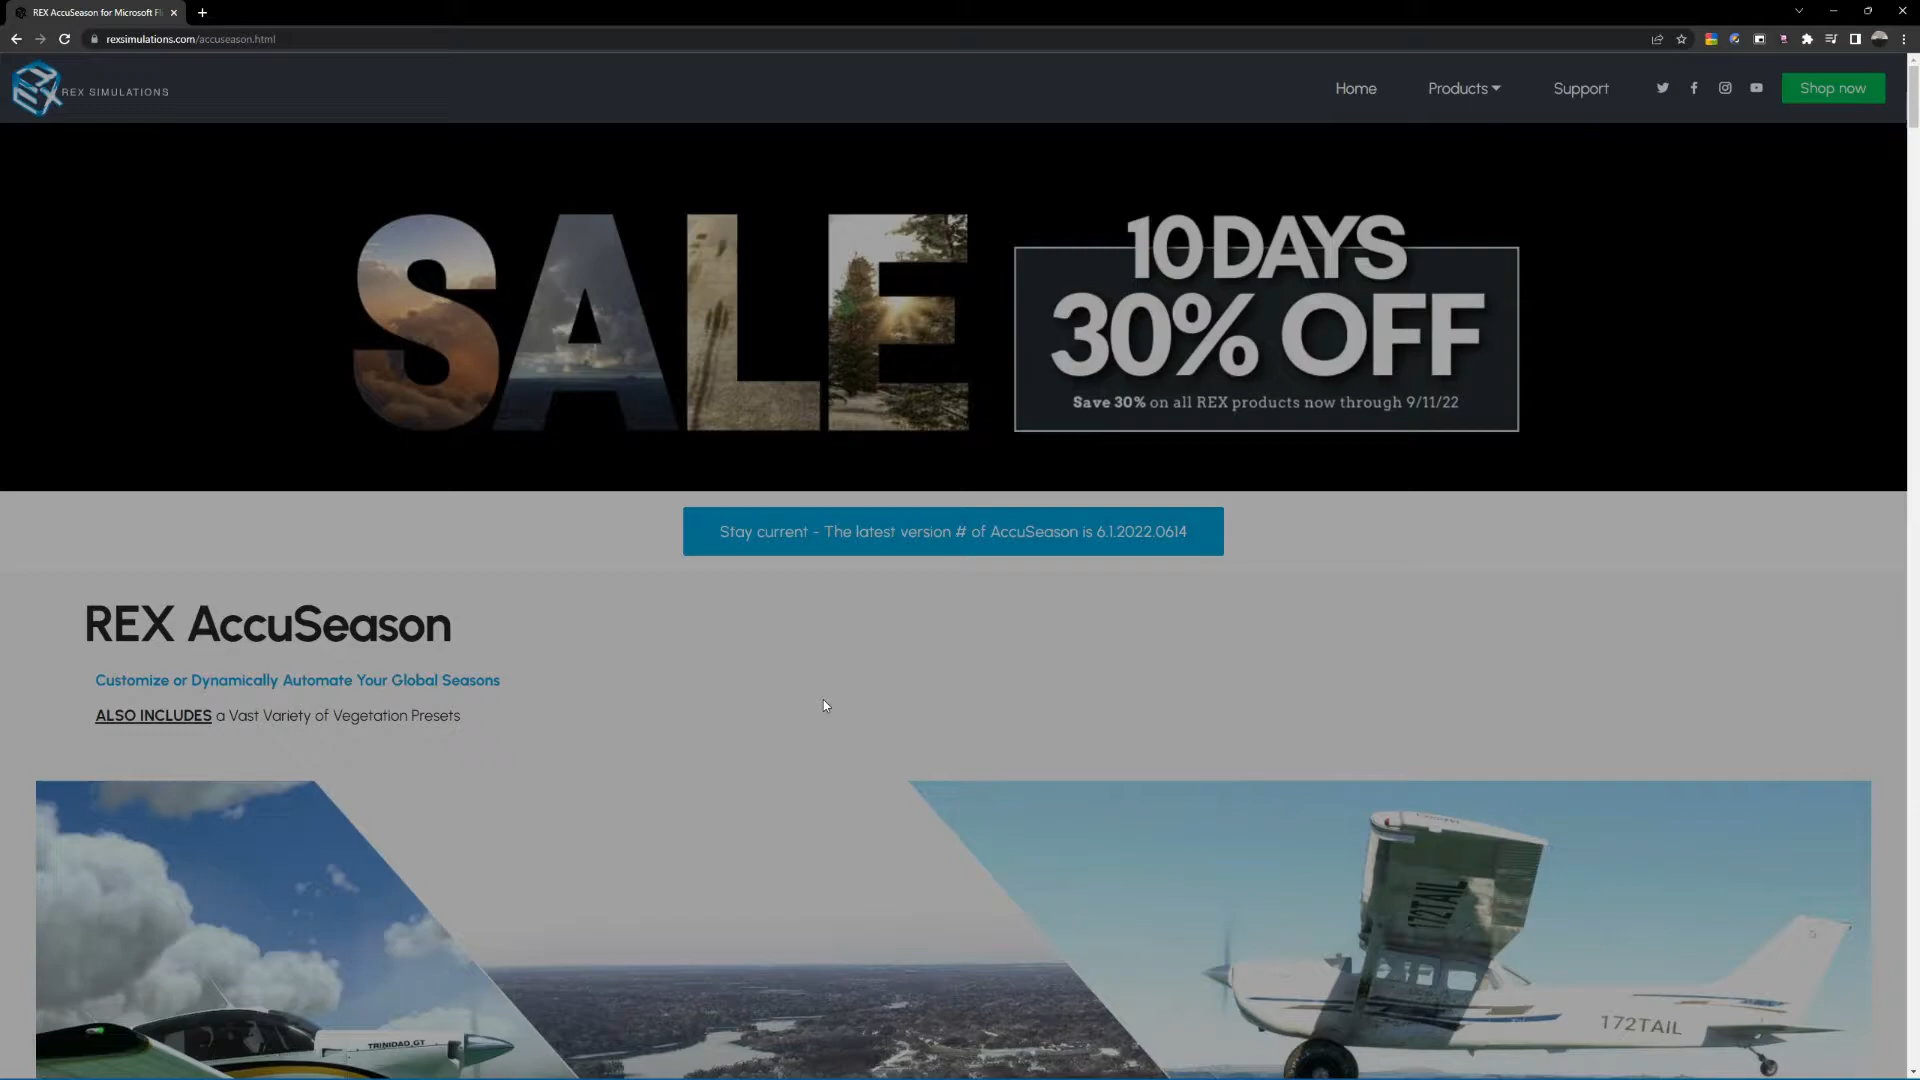 REX AccuSeason for Microsoft Fl
rexsimulations.com/accuseason.html
REX SIMULATIONS
Home
Products
Support
Shop now
SALE
10 DAYS
30% OFF
Save 30% on all REX products now through 9/11/22
Stay current - The latest version # of AccuSeason is 6.1.2022.0614
REX AccuSeason
Customize or Dynamically Automate Your Global Seasons
ALSO INCLUDES a Vast Variety of Vegetation Presets
172TAIL
TRINIDAD GT
172TAIL